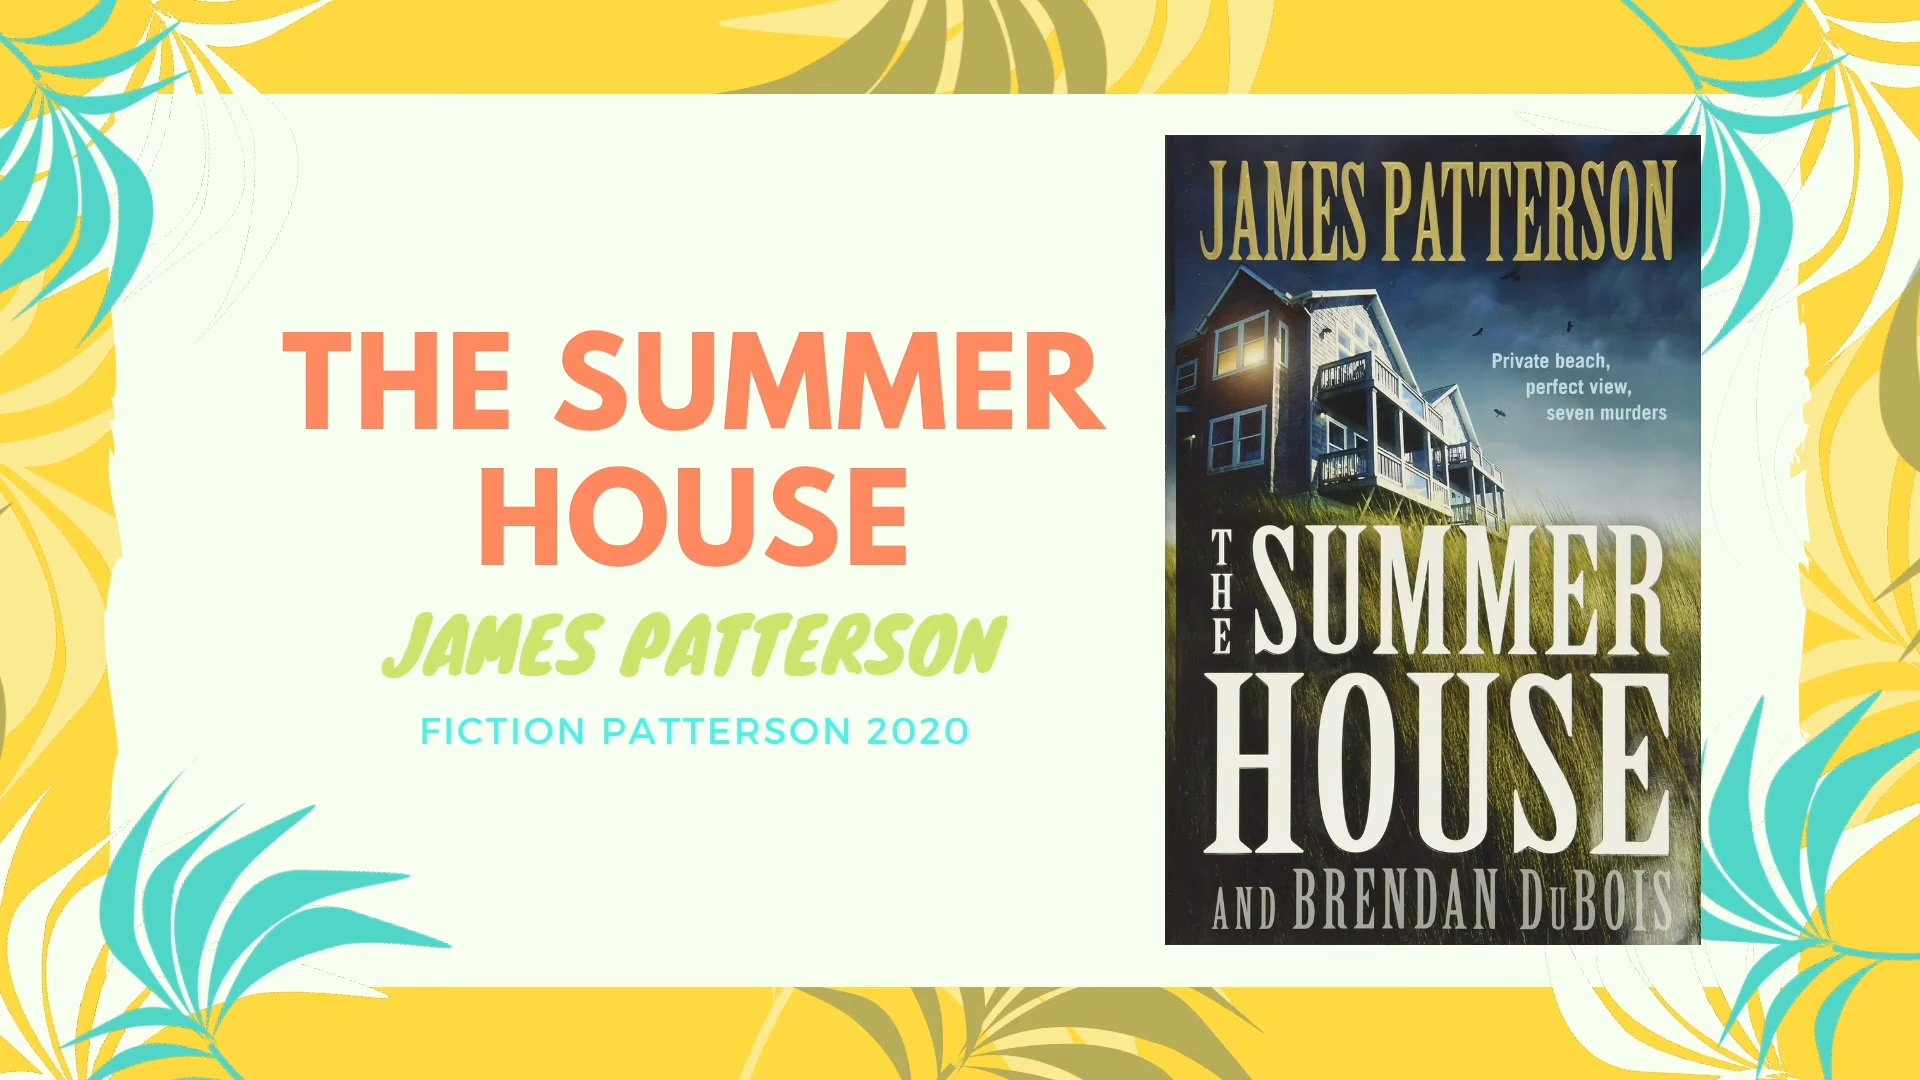 THE SUMMER
HOUSE
JAMES PATTERSON
FICTION PATTERSON 2020
JAMES PATTERSON
Private beach,
perfect view,
seven murders
THE SUMMER
HOUSE
AND BRENDAN DUBOIS